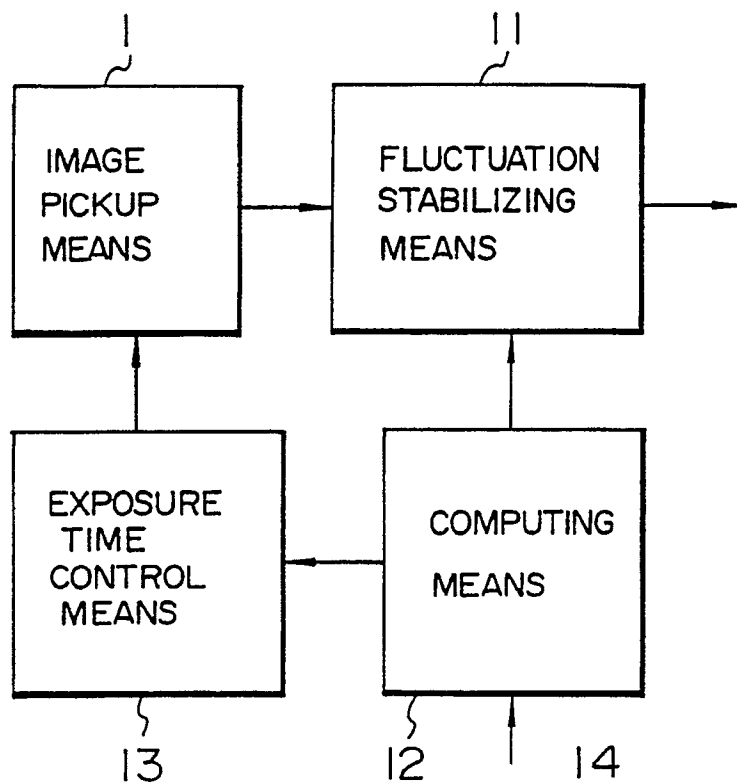 1
11
IMAGE
PICKUP
MEANS
FLUCTUATION
STABILIZING
MEANS
EXPOSURE
TIME
CONTROL
MEANS
COMPUTING
MEANS
13
12
14